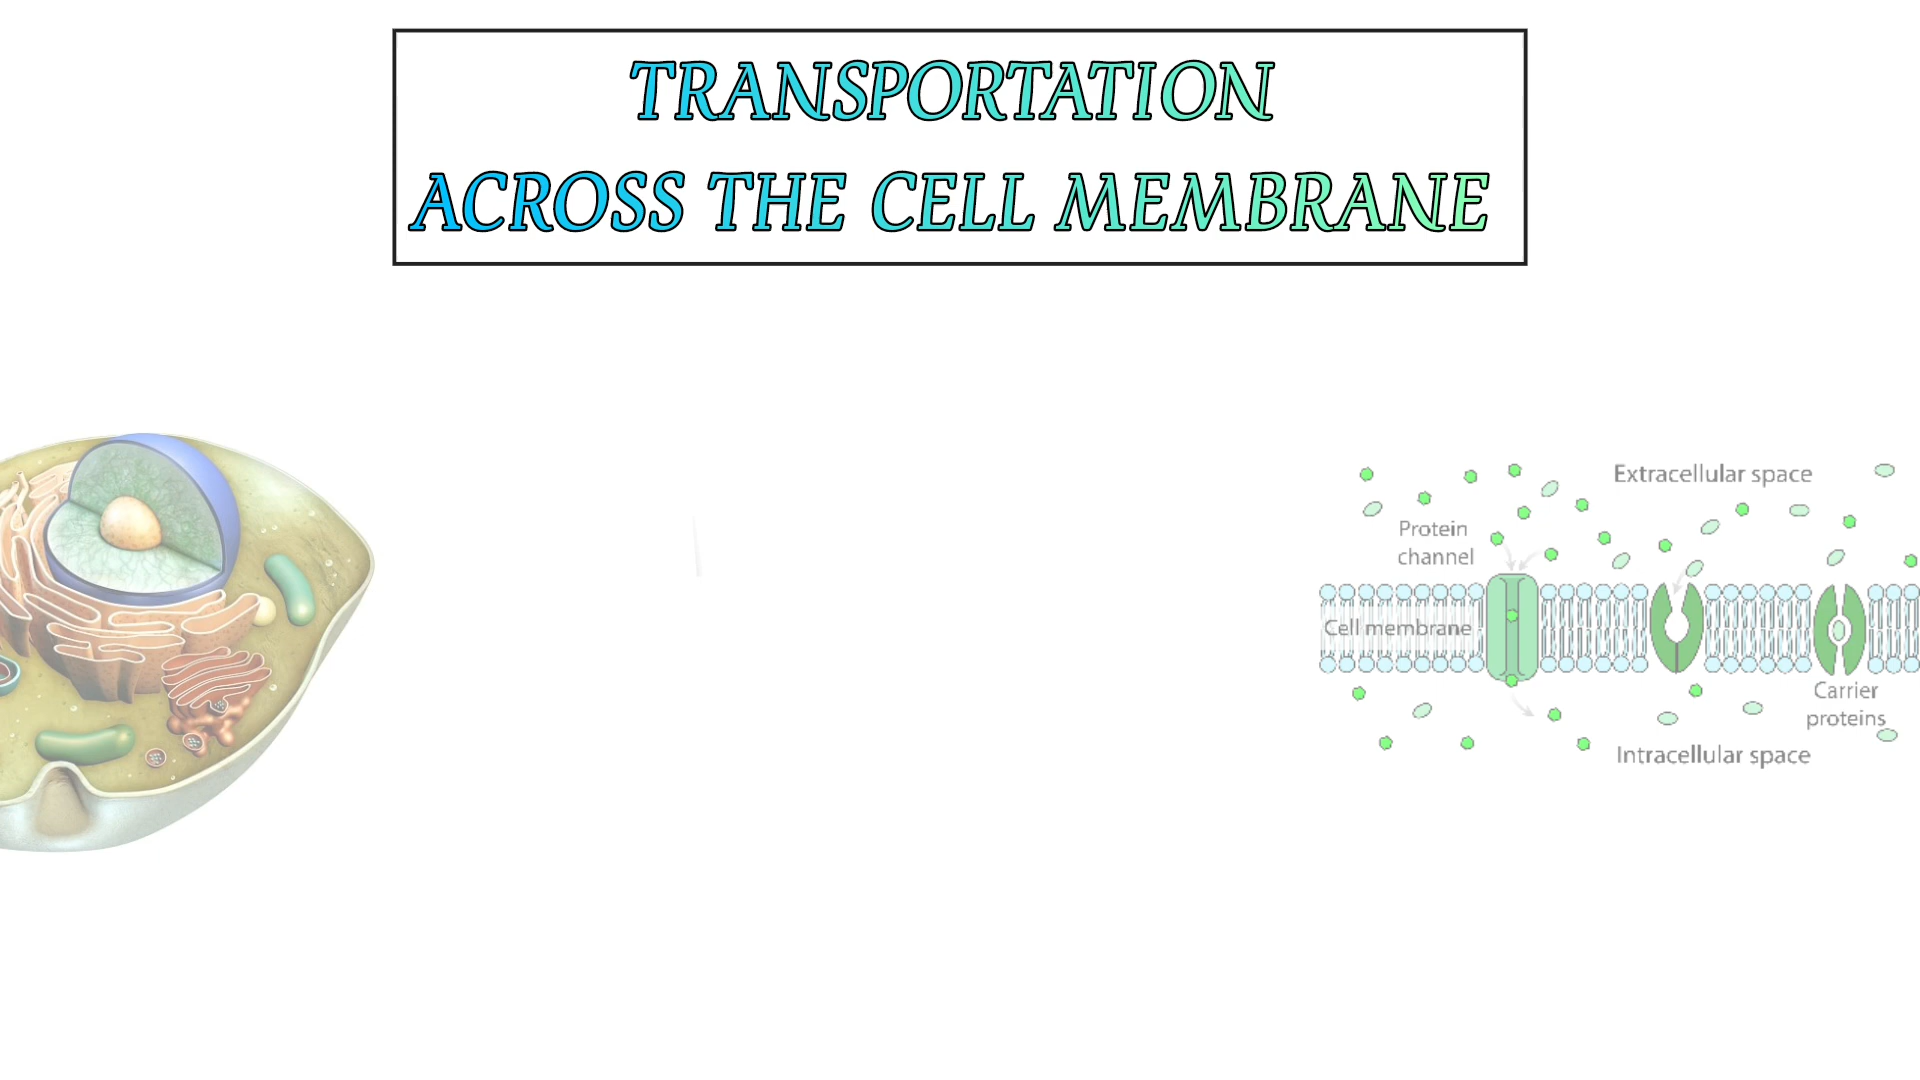 TRANSPORTATION
ACROSS THE CELL MEMBRANE
Extracellular space
Protein
channel
Cell membrane
Carrier
proteins
Intracellular space